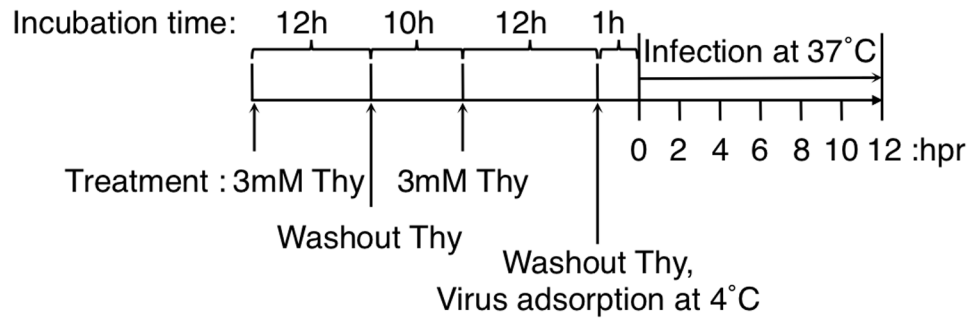 Incubation time: 12h 10h 12h 1h
Infection at 37°C
0 2 4 6 8 10 12 :hpr
Treatment : 3mM Thy 3mM Thy
Washout Thy
Washout Thy,
Virus adsorption at 4°C